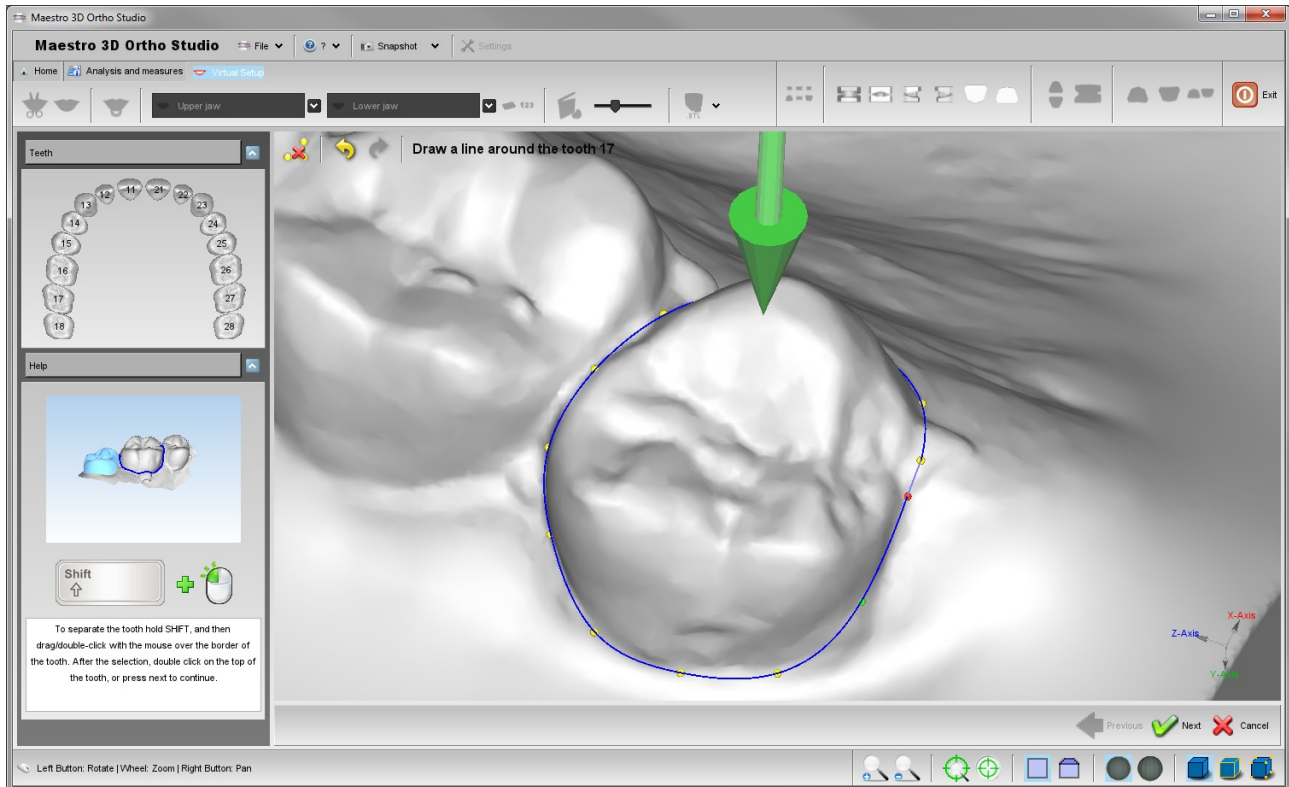 Maestro 3D Ortho Studio
Maestro 3D Ortho Studio File ? Snapshot Settings
Home Analysis and measures Virtual Setup
Upper jaw Lower jaw 123 .STL Exit
Teeth
Draw a line around the tooth 17
12 11 21 22
13 23
14 24
15 25
16 26
17 27
18 28
Help
Shift
To separate the tooth hold SHIFT, and then
drag/double-click with the mouse over the border of
the tooth. After the selection, double click on the top of
the tooth, or press next to continue.
X-Axis
Z-Axis
Y-Axis
Previous Next Cancel
Left Button: Rotate | Wheel: Zoom | Right Button: Pan